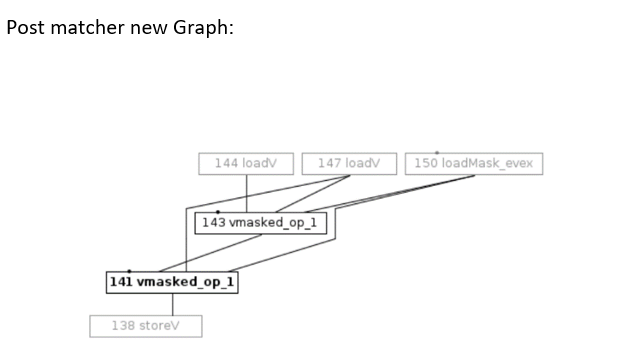 Post matcher new Graph:
144 loadV 147 loadV 150 loadMask_evex
143 vmasked_op_1
141 vmasked_op_1
138 storeV